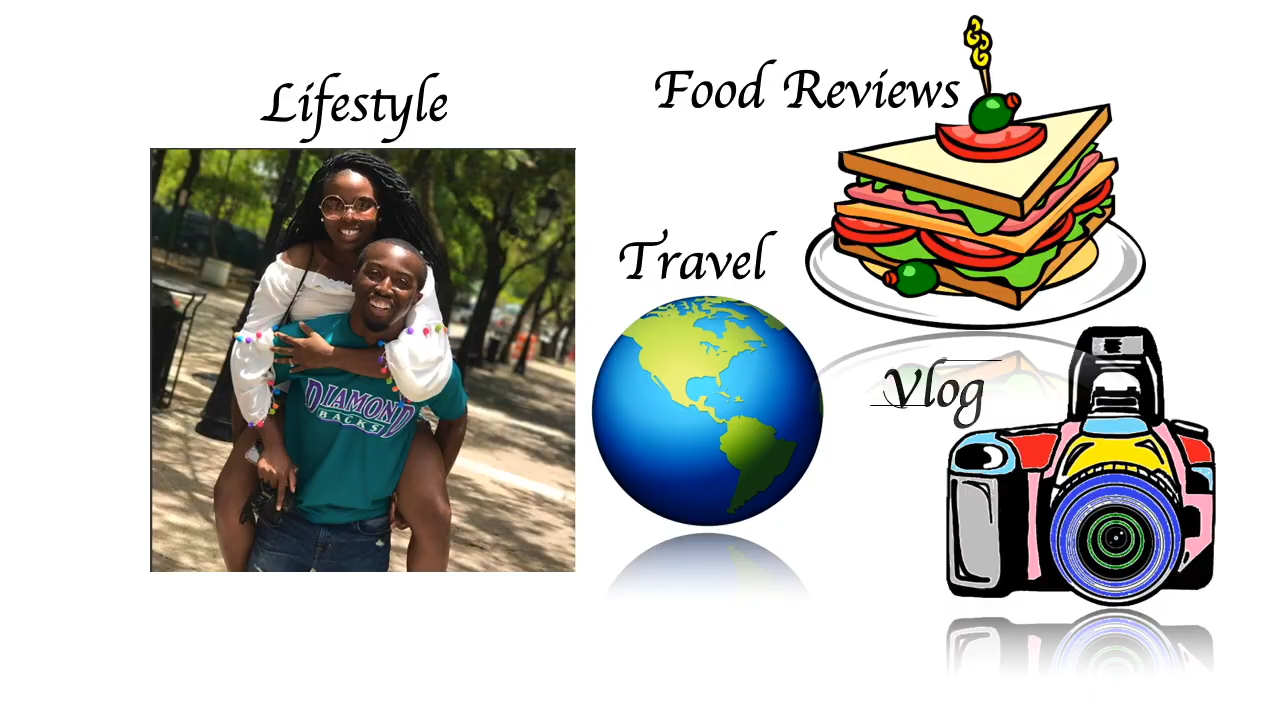 Lifestyle
Food Reviews
Travel
Vlog
DIAMOND
BACKS